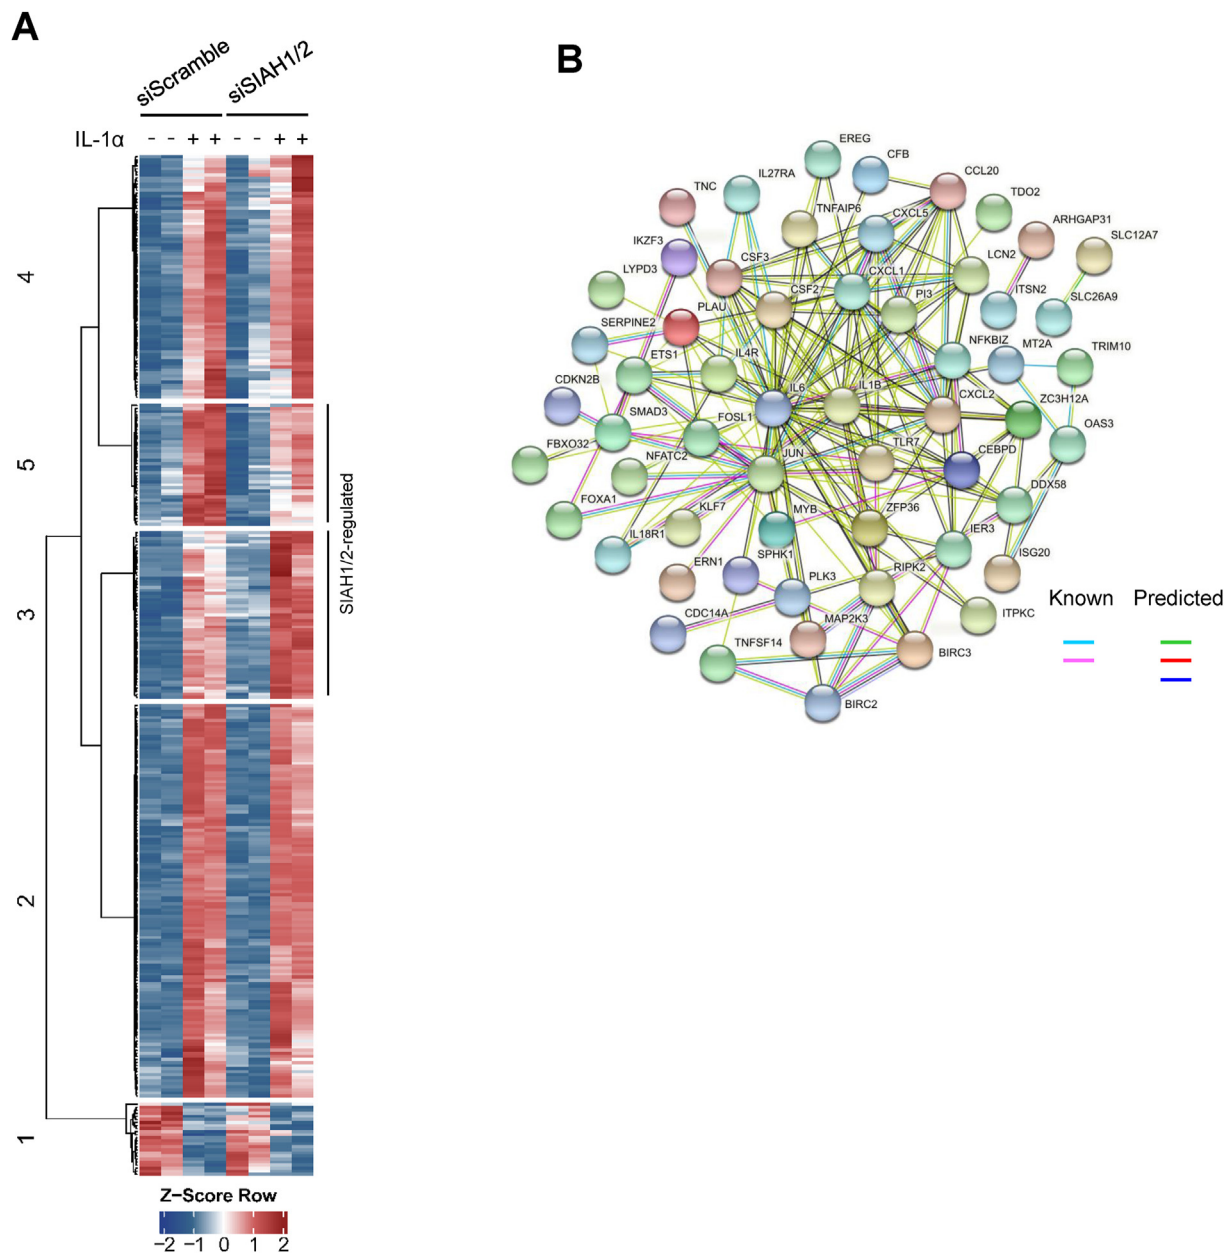 A
B
siScramble
siSIAH1/2
IL-1α
- - + + - - + +
4
5
3
2
1
SIAH1/2-regulated
Z-Score Row
-2 -1 0 1 2
EREG
CFB
CCL20
IL27RA
TNC
TDO2
TNFAIP6
CXCL5
ARHGAP31
SLC12A7
IKZF3
CSF3
LCN2
LYPD3
CXCL1
CSF2
PI3
ITSN2
SLC26A9
PLAU
SERPINE2
NFKBIZ
MT2A
TRIM10
ETS1
IL4R
CDKN2B
IL6
IL1B
CXCL2
ZC3H12A
SMAD3
FOSL1
OAS3
FBXO32
NFATC2
JUN
TLR7
CEBPD
DDX58
FOXA1
KLF7
MYB
ZFP36
IER3
IL18R1
SPHK1
ISG20
ERN1
RIPK2
PLK3
ITPKC
CDC14A
MAP2K3
TNFSF14
BIRC3
BIRC2
Known Predicted